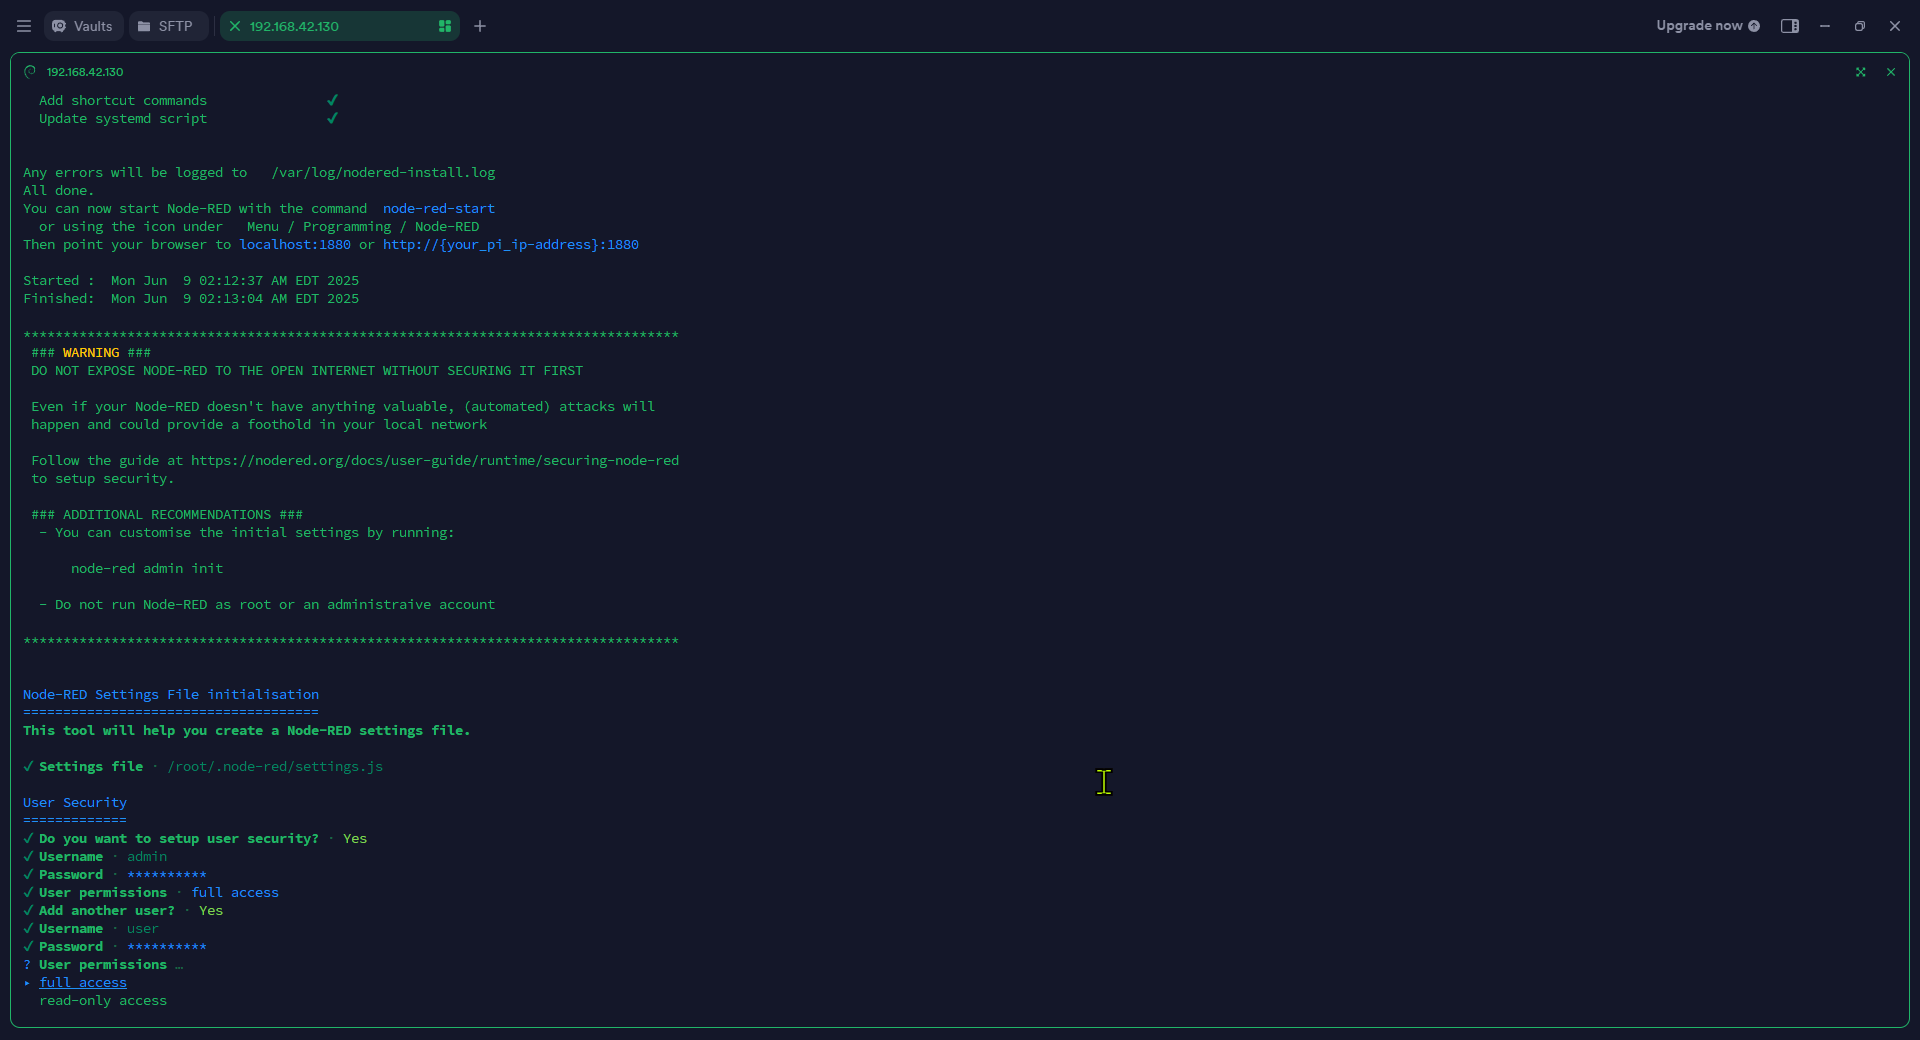 Vaults
SFTP
192.168.42.130
Upgrade now
192.168.42.130
Add shortcut commands ✔
Update systemd script ✔
Any errors will be logged to /var/log/nodered-install.log
All done.
You can now start Node-RED with the command node-red-start
or using the icon under Menu / Programming / Node-RED
Then point your browser to localhost:1880 or http://{your_pi_ip-address}:1880
Started : Mon Jun 9 02:12:37 AM EDT 2025
Finished: Mon Jun 9 02:13:04 AM EDT 2025
**********************************************************************************
### WARNING ###
DO NOT EXPOSE NODE-RED TO THE OPEN INTERNET WITHOUT SECURING IT FIRST
Even if your Node-RED doesn't have anything valuable, (automated) attacks will
happen and could provide a foothold in your local network
Follow the guide at https://nodered.org/docs/user-guide/runtime/securing-node-red
to setup security.
### ADDITIONAL RECOMMENDATIONS ###
- You can customise the initial settings by running:
node-red admin init
- Do not run Node-RED as root or an administraive account
**********************************************************************************
Node-RED Settings File initialisation
=====================================
This tool will help you create a Node-RED settings file.
✓ Settings file · /root/.node-red/settings.js
User Security
=============
✓ Do you want to setup user security? · Yes
✓ Username · admin
✓ Password · **********
✓ User permissions · full access
✓ Add another user? · Yes
✓ Username · user
✓ Password · **********
? User permissions …
▸ full access
read-only access